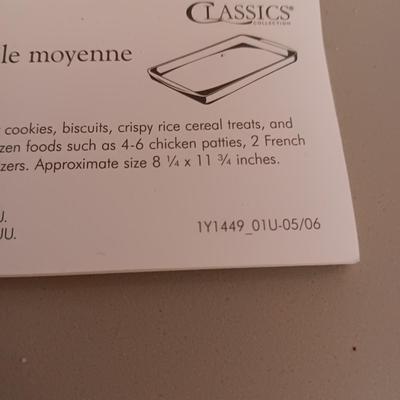 CLASSICS®
COLLECTION
le moyenne
cookies, biscuits, crispy rice cereal treats, and
zen foods such as 4-6 chicken patties, 2 French
zers. Approximate size 8 ¼ x 11 ¾ inches.
U.
JU.
1Y1449_01U-05/06